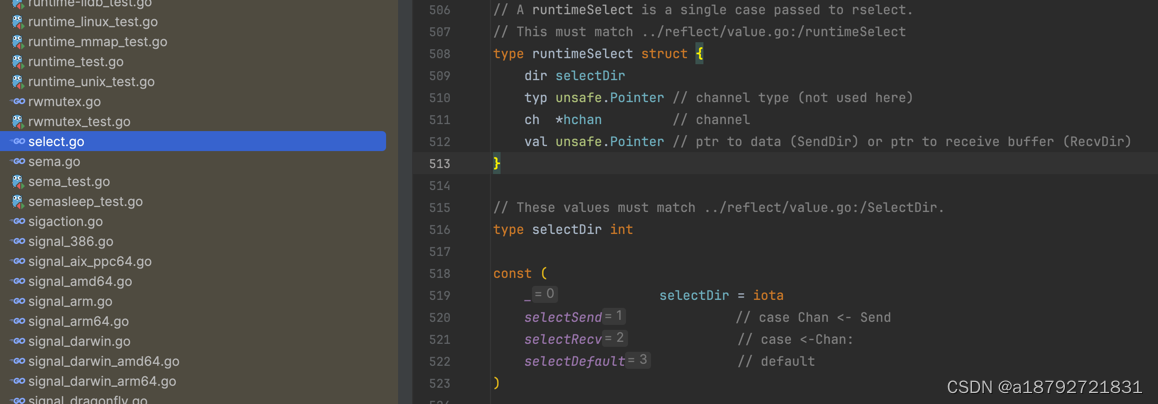 runtime-lldb_test.go
runtime_linux_test.go
runtime_mmap_test.go
runtime_test.go
runtime_unix_test.go
rwmutex.go
rwmutex_test.go
select.go
sema.go
sema_test.go
semasleep_test.go
sigaction.go
signal_386.go
signal_aix_ppc64.go
signal_amd64.go
signal_arm.go
signal_arm64.go
signal_darwin.go
signal_darwin_amd64.go
signal_darwin_arm64.go
signal_dragonfly.go
506 // A runtimeSelect is a single case passed to rselect.
507 // This must match ../reflect/value.go:/runtimeSelect
508 type runtimeSelect struct {
509 dir selectDir
510 typ unsafe.Pointer // channel type (not used here)
511 ch *hchan // channel
512 val unsafe.Pointer // ptr to data (SendDir) or ptr to receive buffer (RecvDir)
513 }
514
515 // These values must match ../reflect/value.go:/SelectDir.
516 type selectDir int
517
518 const (
519 _ = 0 selectDir = iota
520 selectSend = 1 // case Chan <- Send
521 selectRecv = 2 // case <-Chan:
522 selectDefault = 3 // default
523 )
CSDN @a18792721831